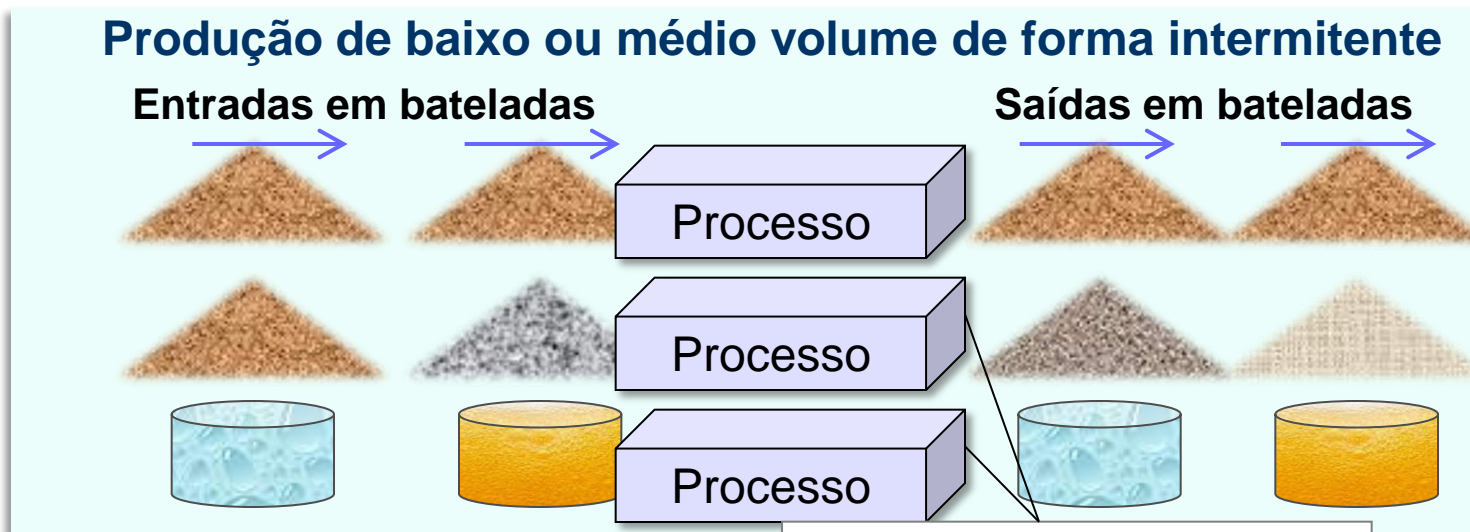 Produção de baixo ou médio volume de forma intermitente
Entradas em bateladas
Saídas em bateladas
Processo
Processo
Processo